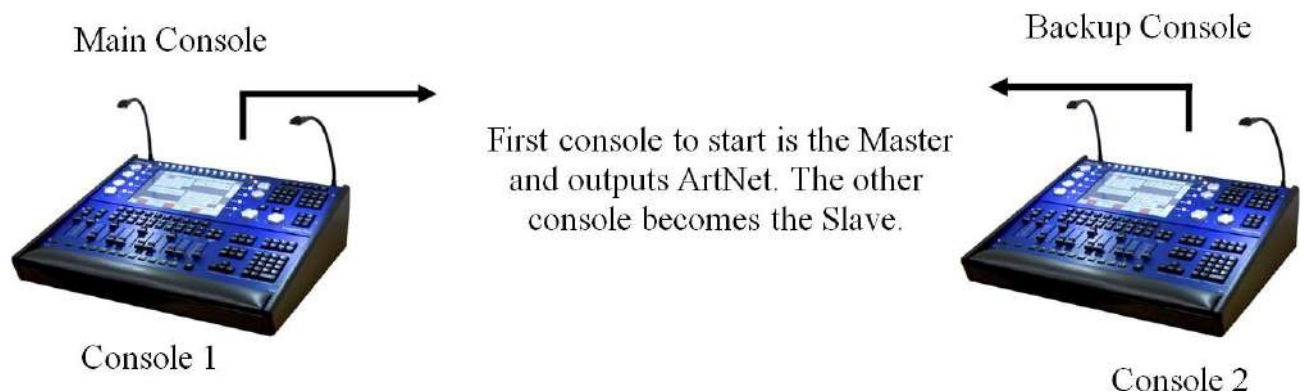 Main Console
Backup Console
First console to start is the Master
and outputs ArtNet. The other
console becomes the Slave.
Console 1
Console 2